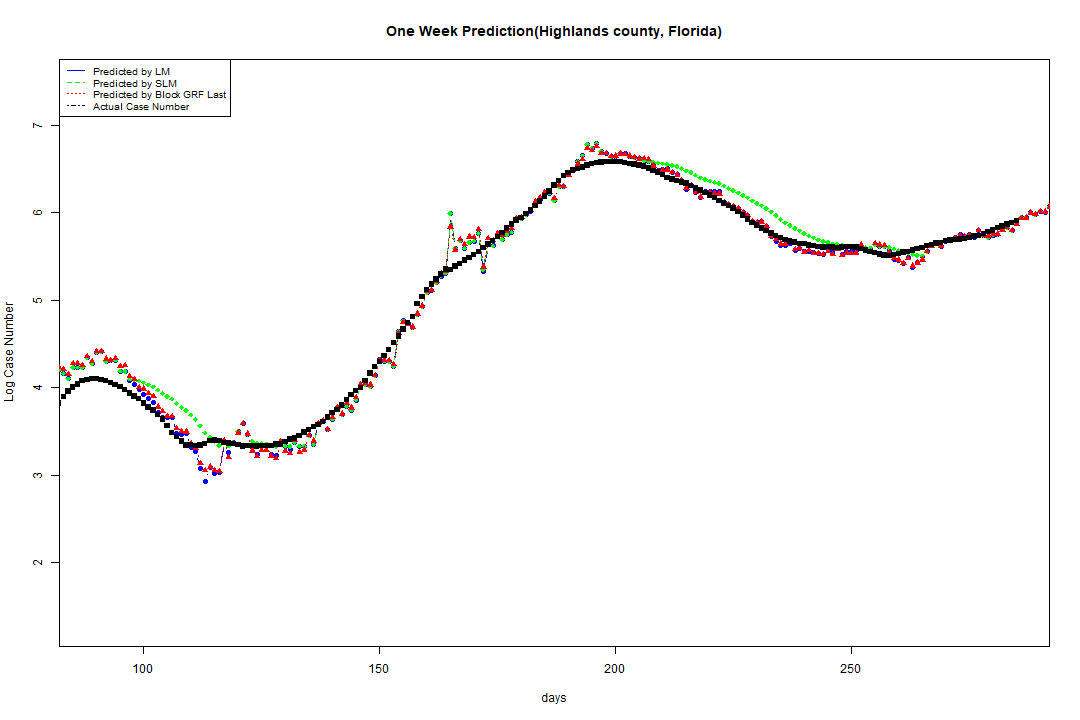 One Week Prediction(Highlands county, Florida)
Predicted by LM
Predicted by SLM
Predicted by Block GRF Last
Actual Case Number
7
6
5
4
3
2
Log Case Number
100 150 200 250
days